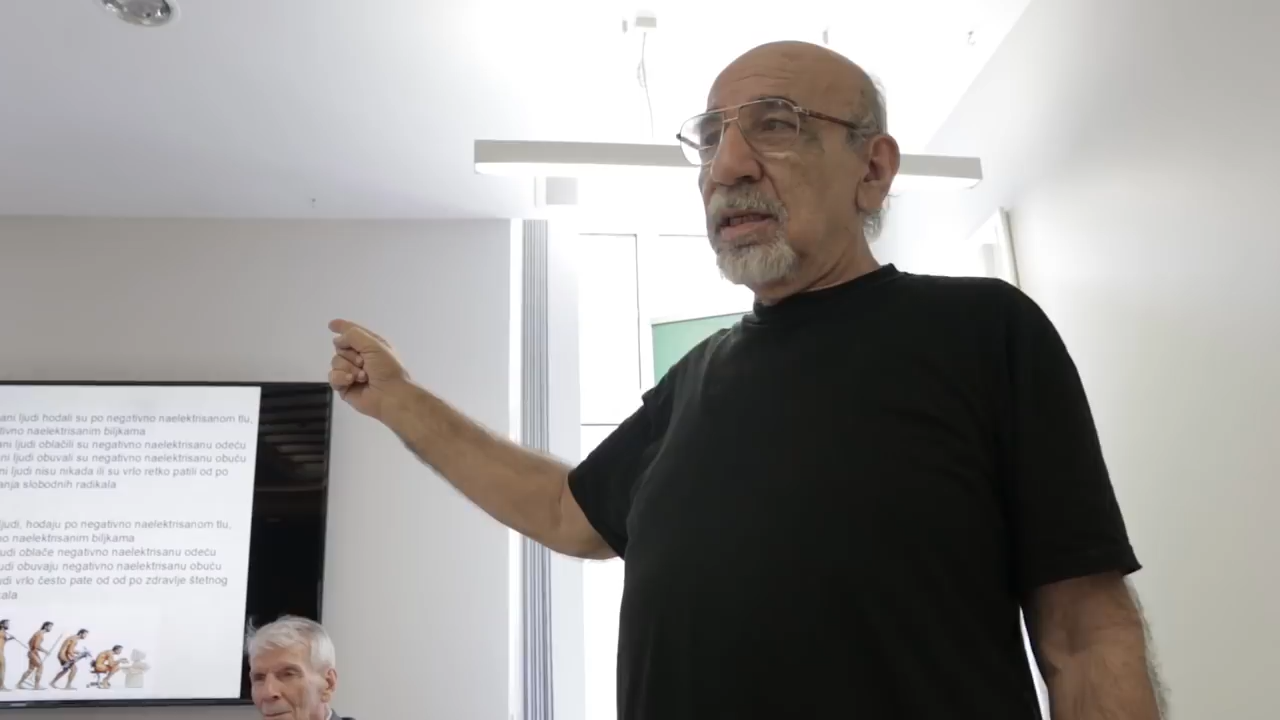 ani ljudi hodali su po negativno naelektrisanom tlu,
tivno naelektrisanim biljkama
ani ljudi oblačili su negativno naelektrisanu odeću
ani ljudi obuvali su negativno naelektrisanu obuću
ni ljudi nisu nikada ili su vrlo retko patili od po
anja slobodnih radikala
ljudi, hodaju po negativno naelektrisanom tlu,
no naelektrisanim biljkama
udi oblače negativno naelektrisanu odeću
udi obuvaju negativno naelektrisanu obuću
udi vrlo često pate od od po zdravlje štetnog
kala